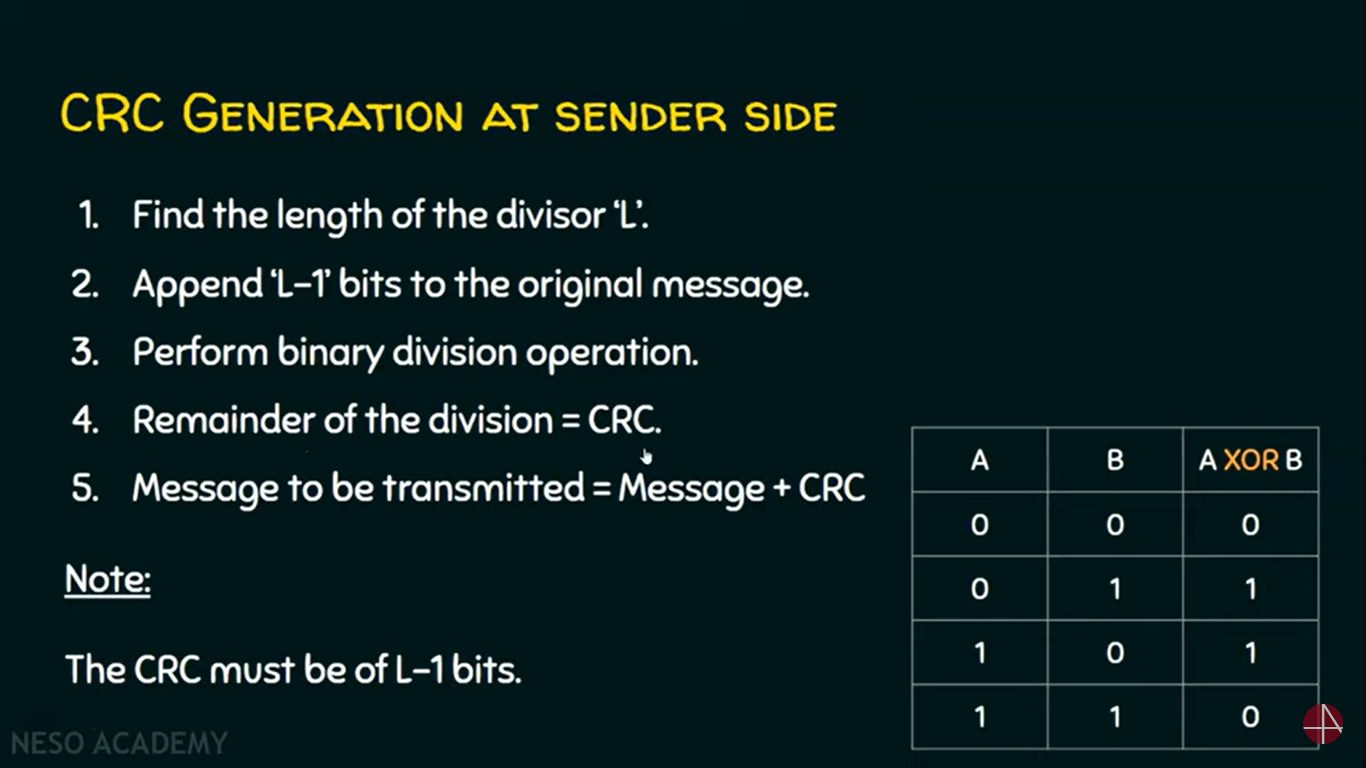 CRC GENERATION AT SENDER SIDE
1. Find the length of the divisor ‘L’.
2. Append ‘L-1’ bits to the original message.
3. Perform binary division operation.
4. Remainder of the division = CRC.
5. Message to be transmitted = Message + CRC
Note:
The CRC must be of L-1 bits.
A B A XOR B
0 0 0
0 1 1
1 0 1
1 1 0
NESO ACADEMY